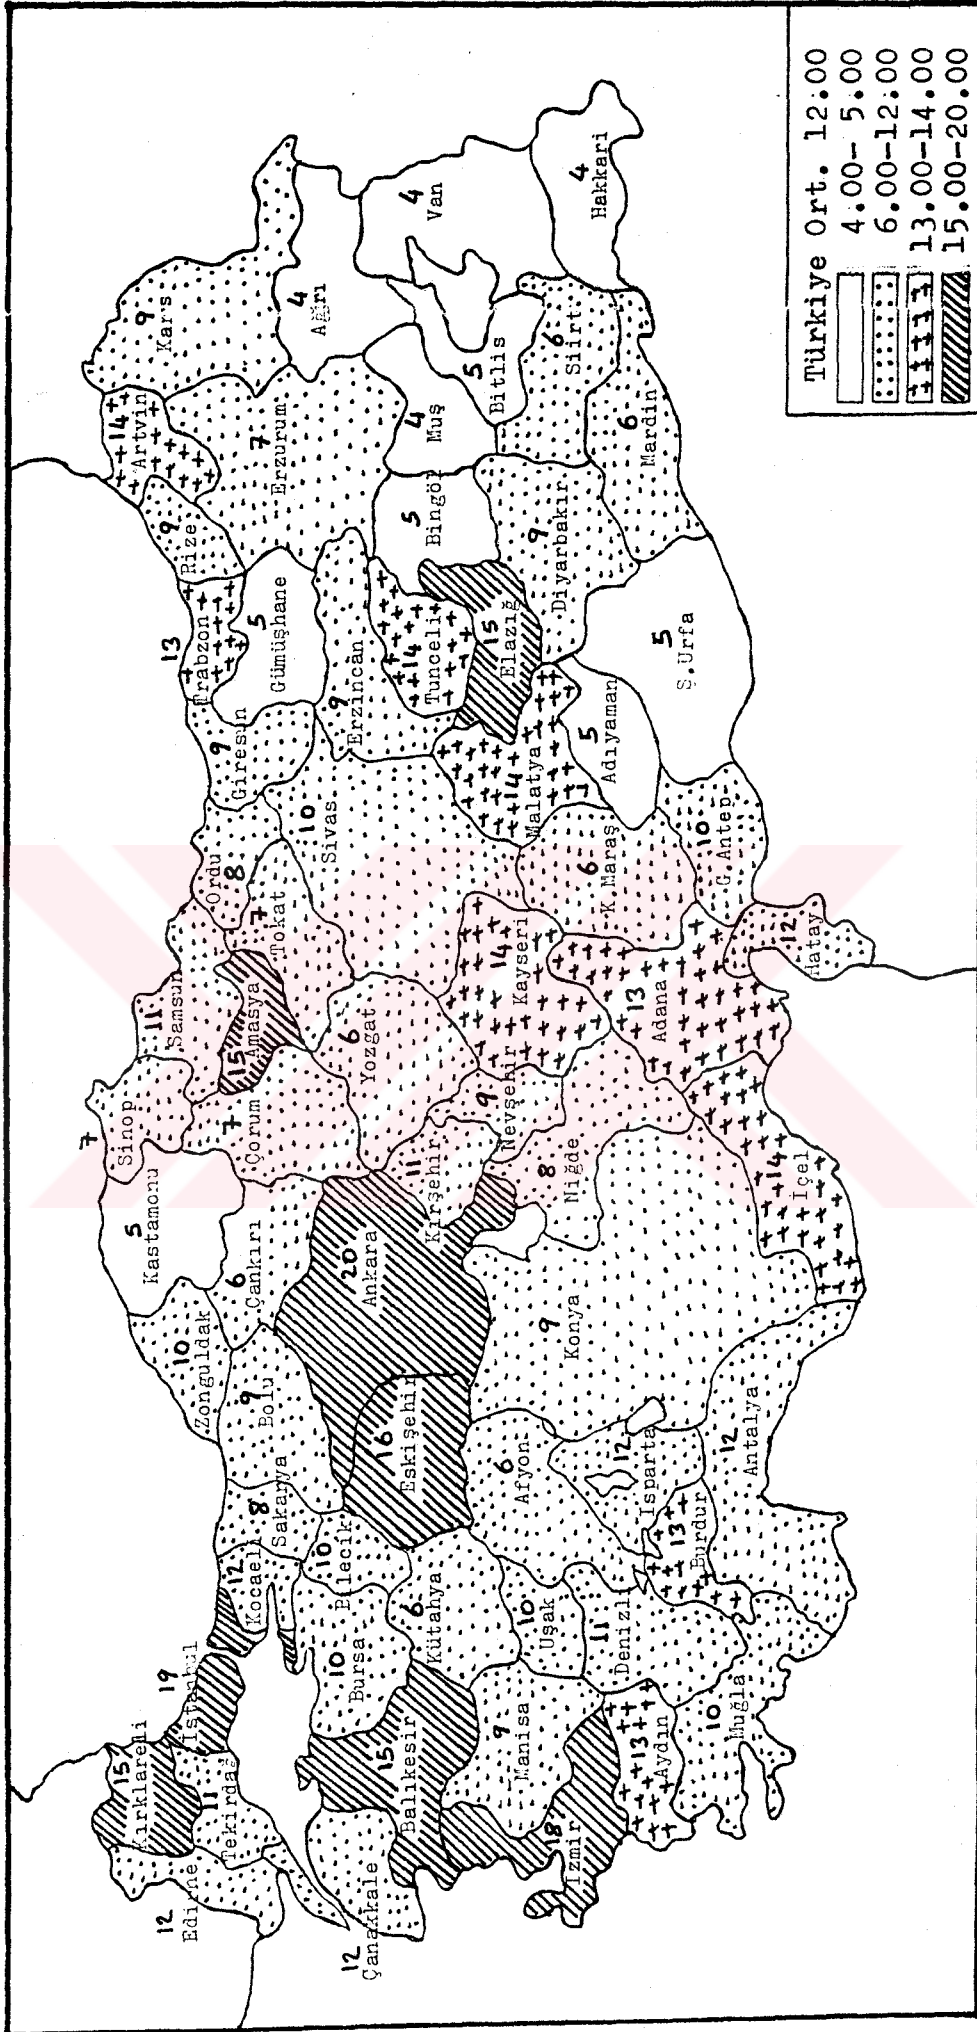 12
Edirne
15
Kırklareli
11
Tekirdağ
19
İstanbul
12
Kocaeli
8
Sakarya
9
Bolu
10
Zonguldak
5
Kastamonu
6
Çankırı
7
Sinop
11
Samsun
15
Amasya
7
Çorum
7
Tokat
8
Ordu
9
Giresun
13
Trabzon
5
Gümüşhane
9
Rize
14
Artvin
9
Kars
7
Erzurum
4
Ağrı
12
Çanakkale
15
Balıkesir
10
Bursa
10
Bilecik
6
Kütahya
16
Eskişehir
20
Ankara
11
Kırşehir
6
Yozgat
10
Sivas
9
Erzincan
14
Tunceli
15
Elazığ
5
Bingöl
4
Muş
5
Bitlis
4
Van
18
İzmir
9
Manisa
10
Uşak
6
Afyon
9
Konya
8
Niğde
9
Nevşehir
14
Kayseri
6
K.Maraş
14
Malatya
5
Adıyaman
9
Diyarbakır
6
Siirt
4
Hakkari
13
Aydın
11
Denizli
10
Muğla
13
Burdur
12
Isparta
12
Antalya
14
İçel
13
Adana
12
Hatay
10
G.Antep
5
Ş.Urfa
6
Mardin
Türkiye Ort. 12.00
4.00- 5.00
6.00-12.00
13.00-14.00
15.00-20.00